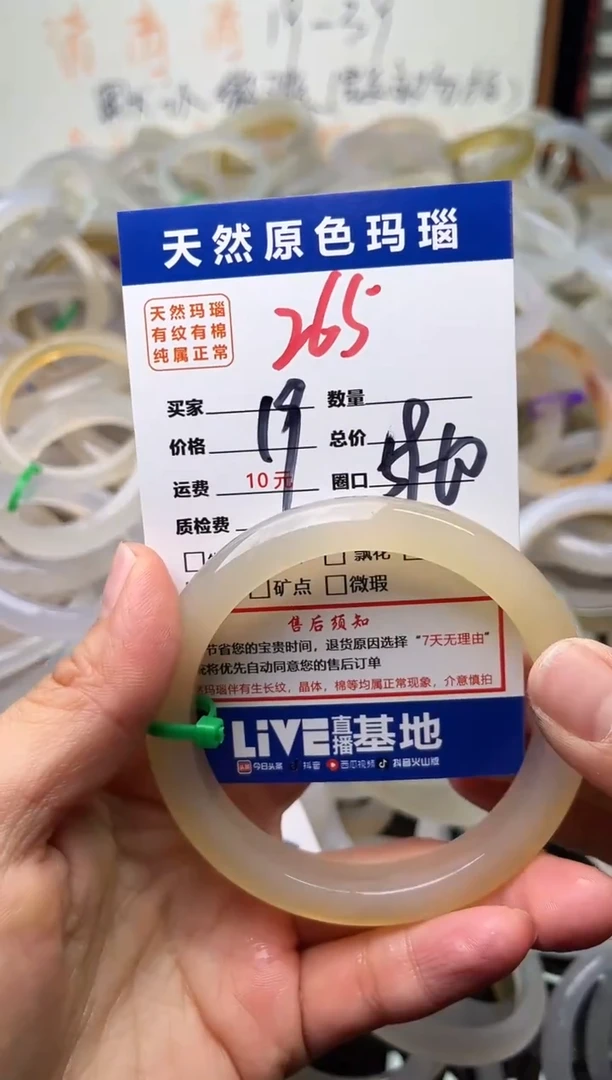 19-39
天然原色玛瑙
天然玛瑙
有纹有棉
纯属正常
265
买家 数量
价格 19 总价
运费 10元 圈口
质检费
飘花
矿点 微瑕
售后须知
节省您的宝贵时间，退货原因选择“7天无理由”
将优先自动同意您的售后订单
玛瑙伴有生长纹，晶体，棉等均属正常现象，介意慎拍
LIVE直播基地
今日头条 抖音 西瓜视频 抖音火山版